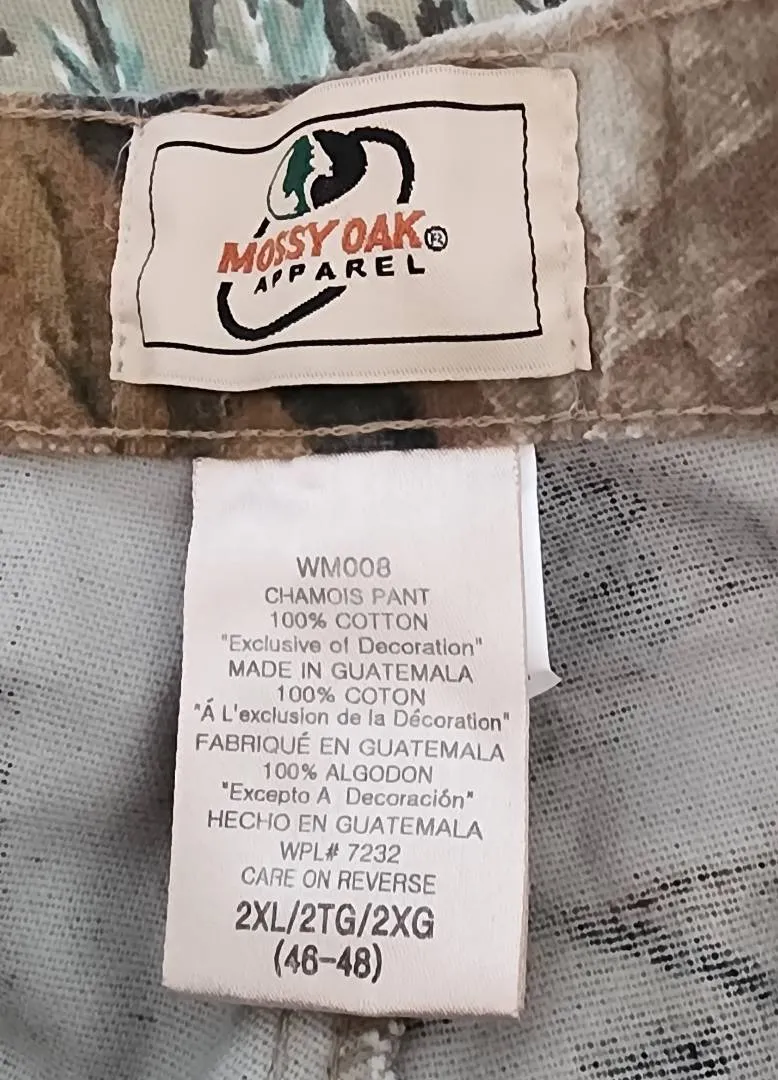 MOSSY OAK®
APPAREL
WM008
CHAMOIS PANT
100% COTTON
"Exclusive of Decoration"
MADE IN GUATEMALA
100% COTON
"Á L'exclusion de la Décoration"
FABRIQUÉ EN GUATEMALA
100% ALGODON
"Excepto A Decoración"
HECHO EN GUATEMALA
WPL# 7232
CARE ON REVERSE
2XL/2TG/2XG
(46-48)